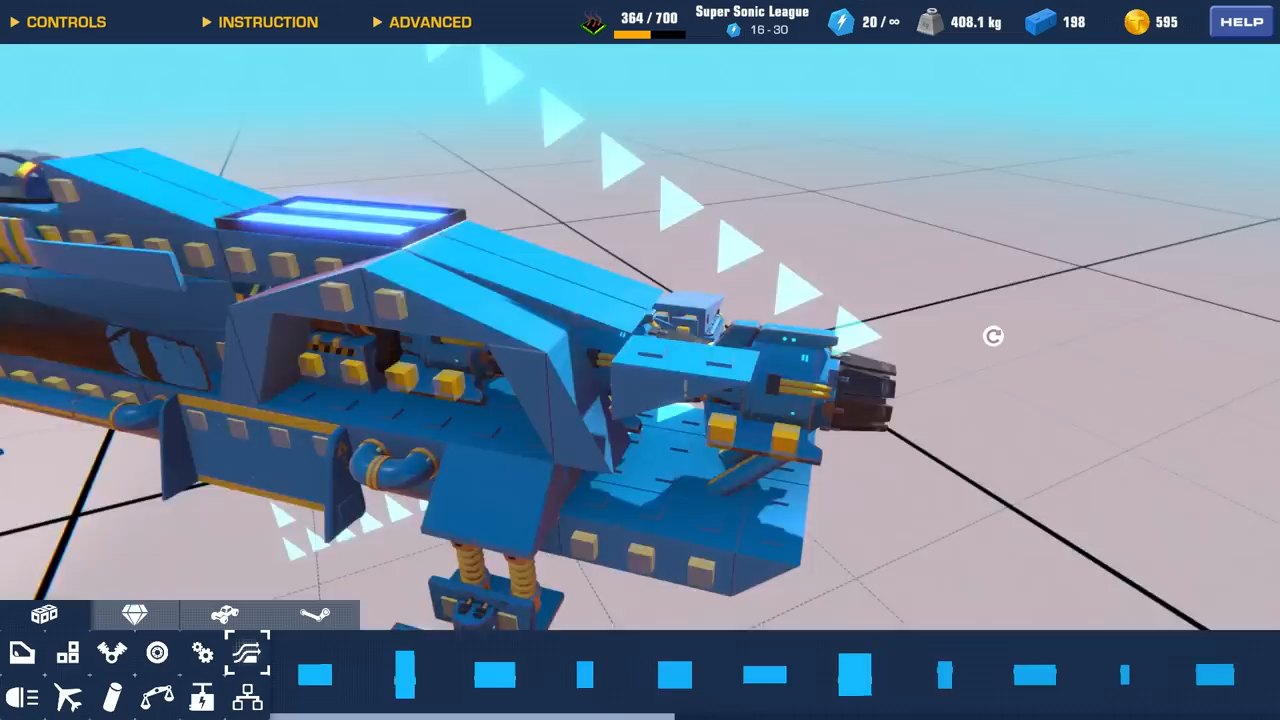 CONTROLS
INSTRUCTION
ADVANCED
364 / 700
Super Sonic League
16 - 30
20 / ∞
408.1 kg
198
595
HELP